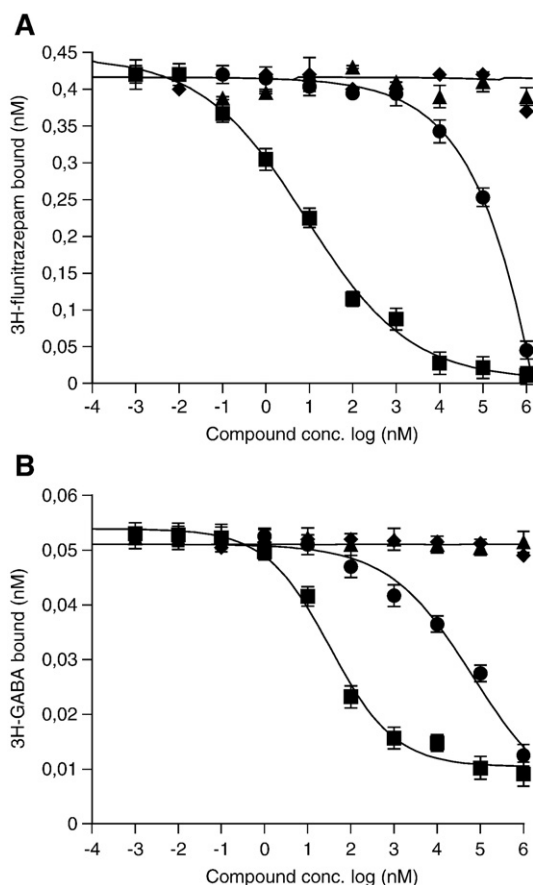 A
3H-flunitrazepam bound (nM)
0,45
0,4
0,35
0,3
0,25
0,2
0,15
0,1
0,05
0
-4 -3 -2 -1 0 1 2 3 4 5 6
Compound conc. log (nM)
B
3H-GABA bound (nM)
0,06
0,05
0,04
0,03
0,02
0,01
0
-4 -3 -2 -1 0 1 2 3 4 5 6
Compound conc. log (nM)